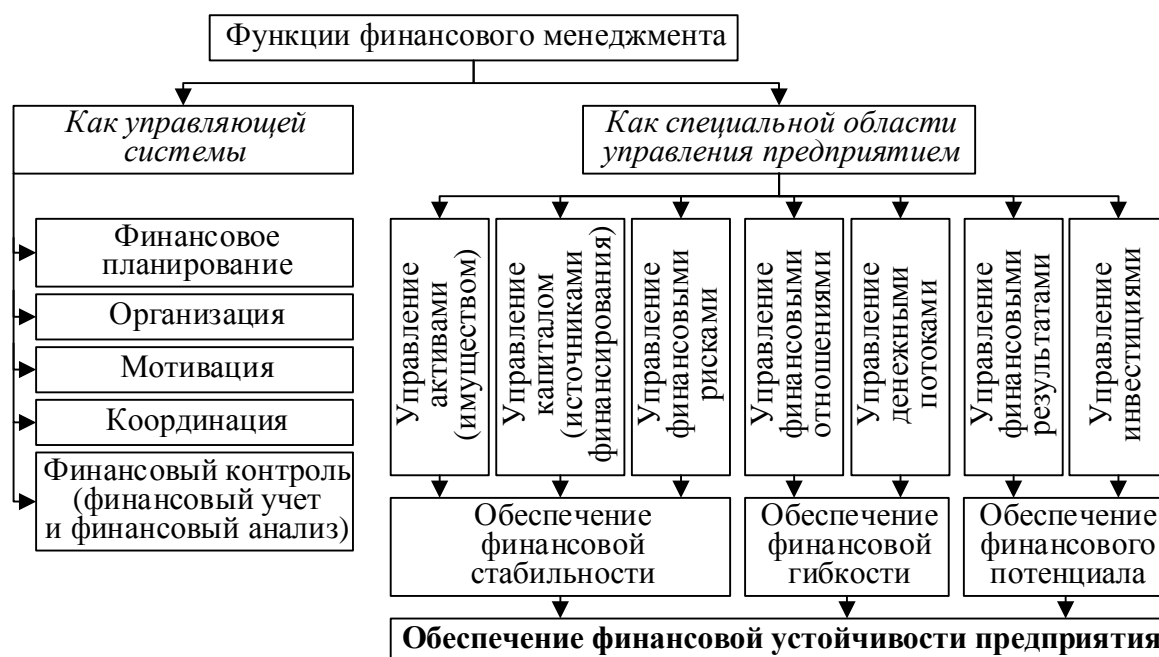 Функции финансового менеджмента
Как управляющей
системы
Как специальной области
управления предприятием
Финансовое
планирование
Организация
Мотивация
Координация
Финансовый контроль
(финансовый учет
и финансовый анализ)
Управление
активами
(имуществом)
Управление
капиталом
(источниками
финансирования)
Управление
финансовыми
рисками
Управление
финансовыми
отношениями
Управление
денежными
потоками
Управление
финансовыми
результатами
Управление
инвестициями
Обеспечение
финансовой
стабильности
Обеспечение
финансовой
гибкости
Обеспечение
финансового
потенциала
Обеспечение финансовой устойчивости предприятия